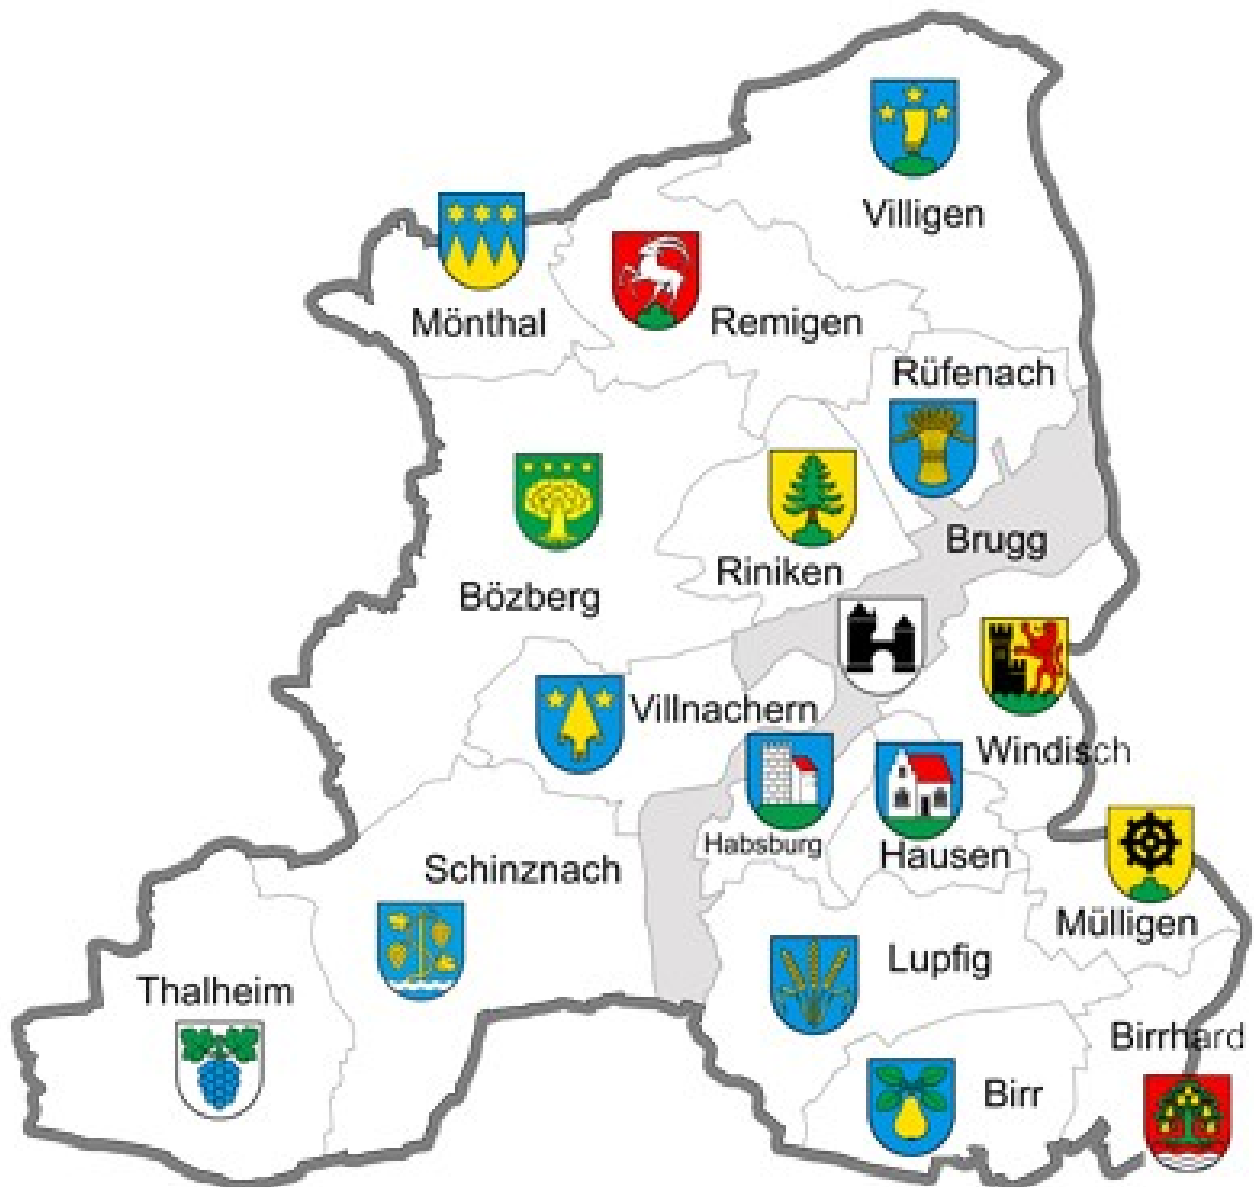 Villigen
Mönthal
Remigen
Rüfenach
Brugg
Riniken
Bözberg
Villnachern
Windisch
Habsburg
Hausen
Schinznach
Mülligen
Lupfig
Thalheim
Birrhard
Birr